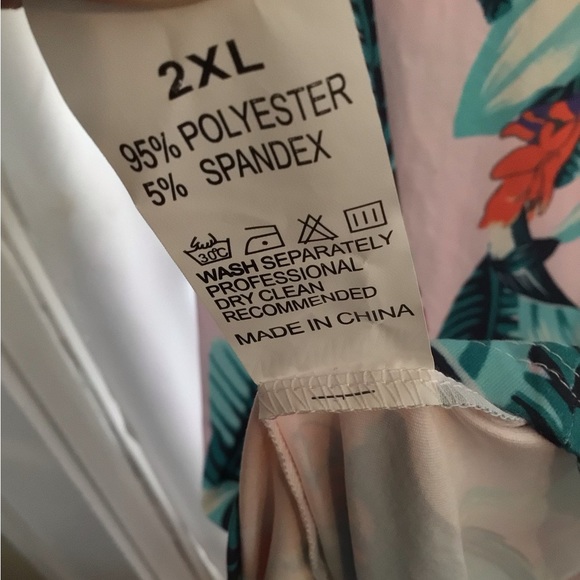 2XL
95% POLYESTER
5% SPANDEX
30°C
WASH SEPARATELY
PROFESSIONAL
DRY CLEAN
RECOMMENDED
MADE IN CHINA